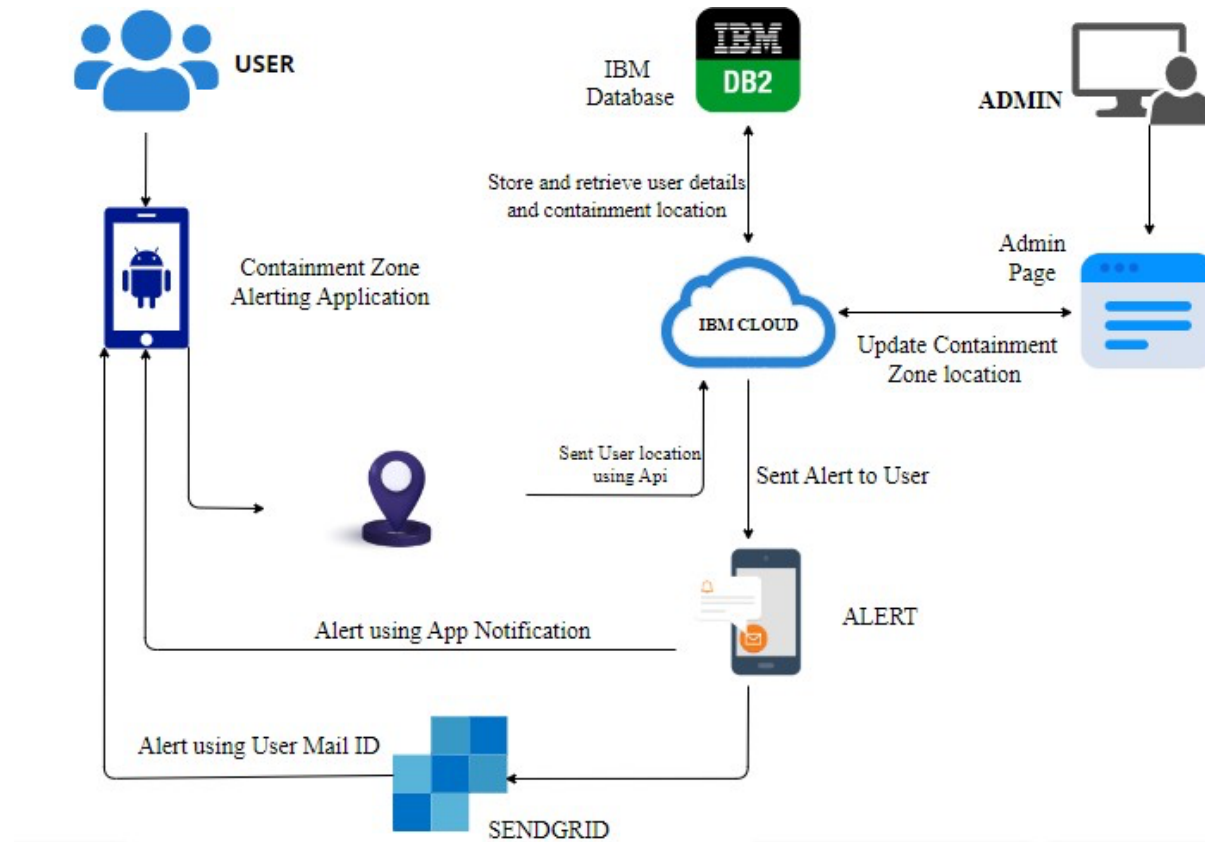 USER
IBM
DB2
IBM
Database
ADMIN
Store and retrieve user details
and containment location
Containment Zone
Alerting Application
Admin
Page
IBM CLOUD
Update Containment
Zone location
Sent User location
using Api
Sent Alert to User
ALERT
Alert using App Notification
Alert using User Mail ID
SENDGRID